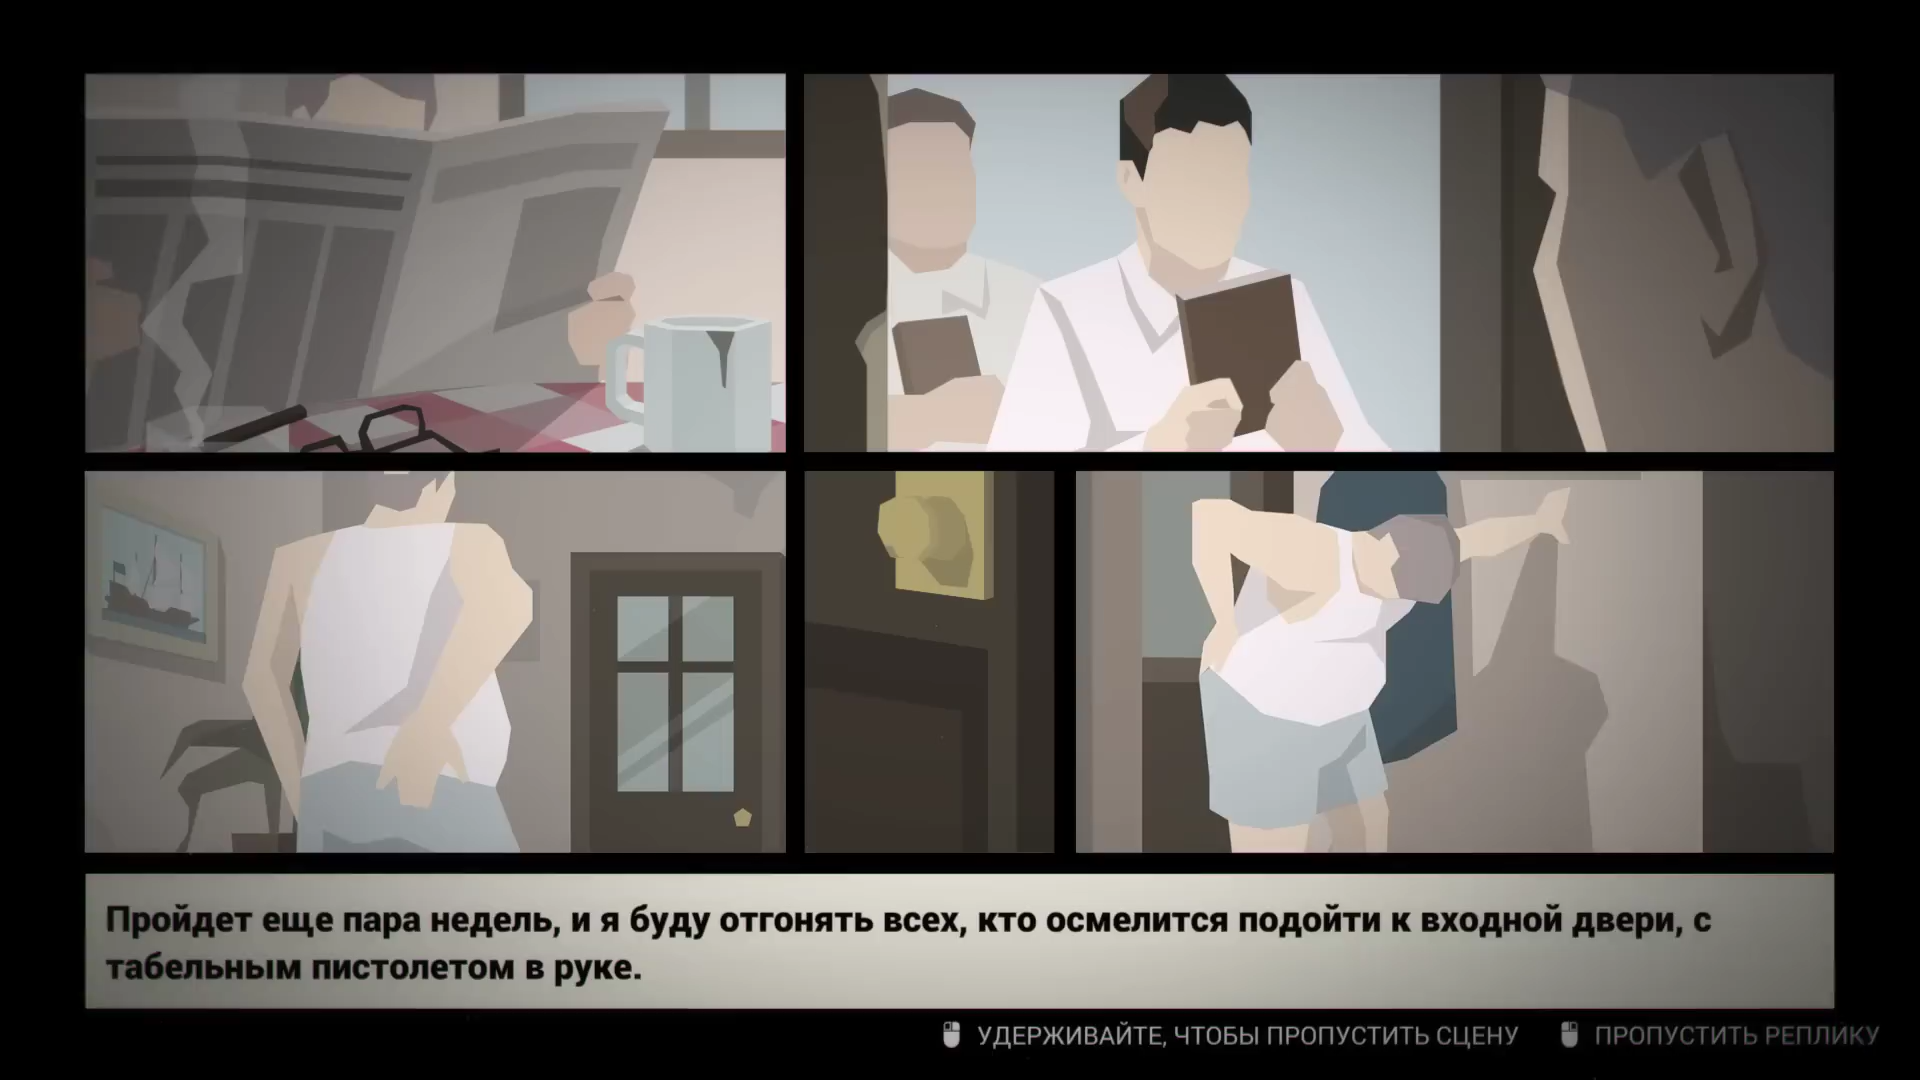 Пройдет еще пара недель, и я буду отгонять всех, кто осмелится подойти к входной двери, с
табельным пистолетом в руке.
УДЕРЖИВАЙТЕ, ЧТОБЫ ПРОПУСТИТЬ СЦЕНУ ПРОПУСТИТЬ РЕПЛИКУ